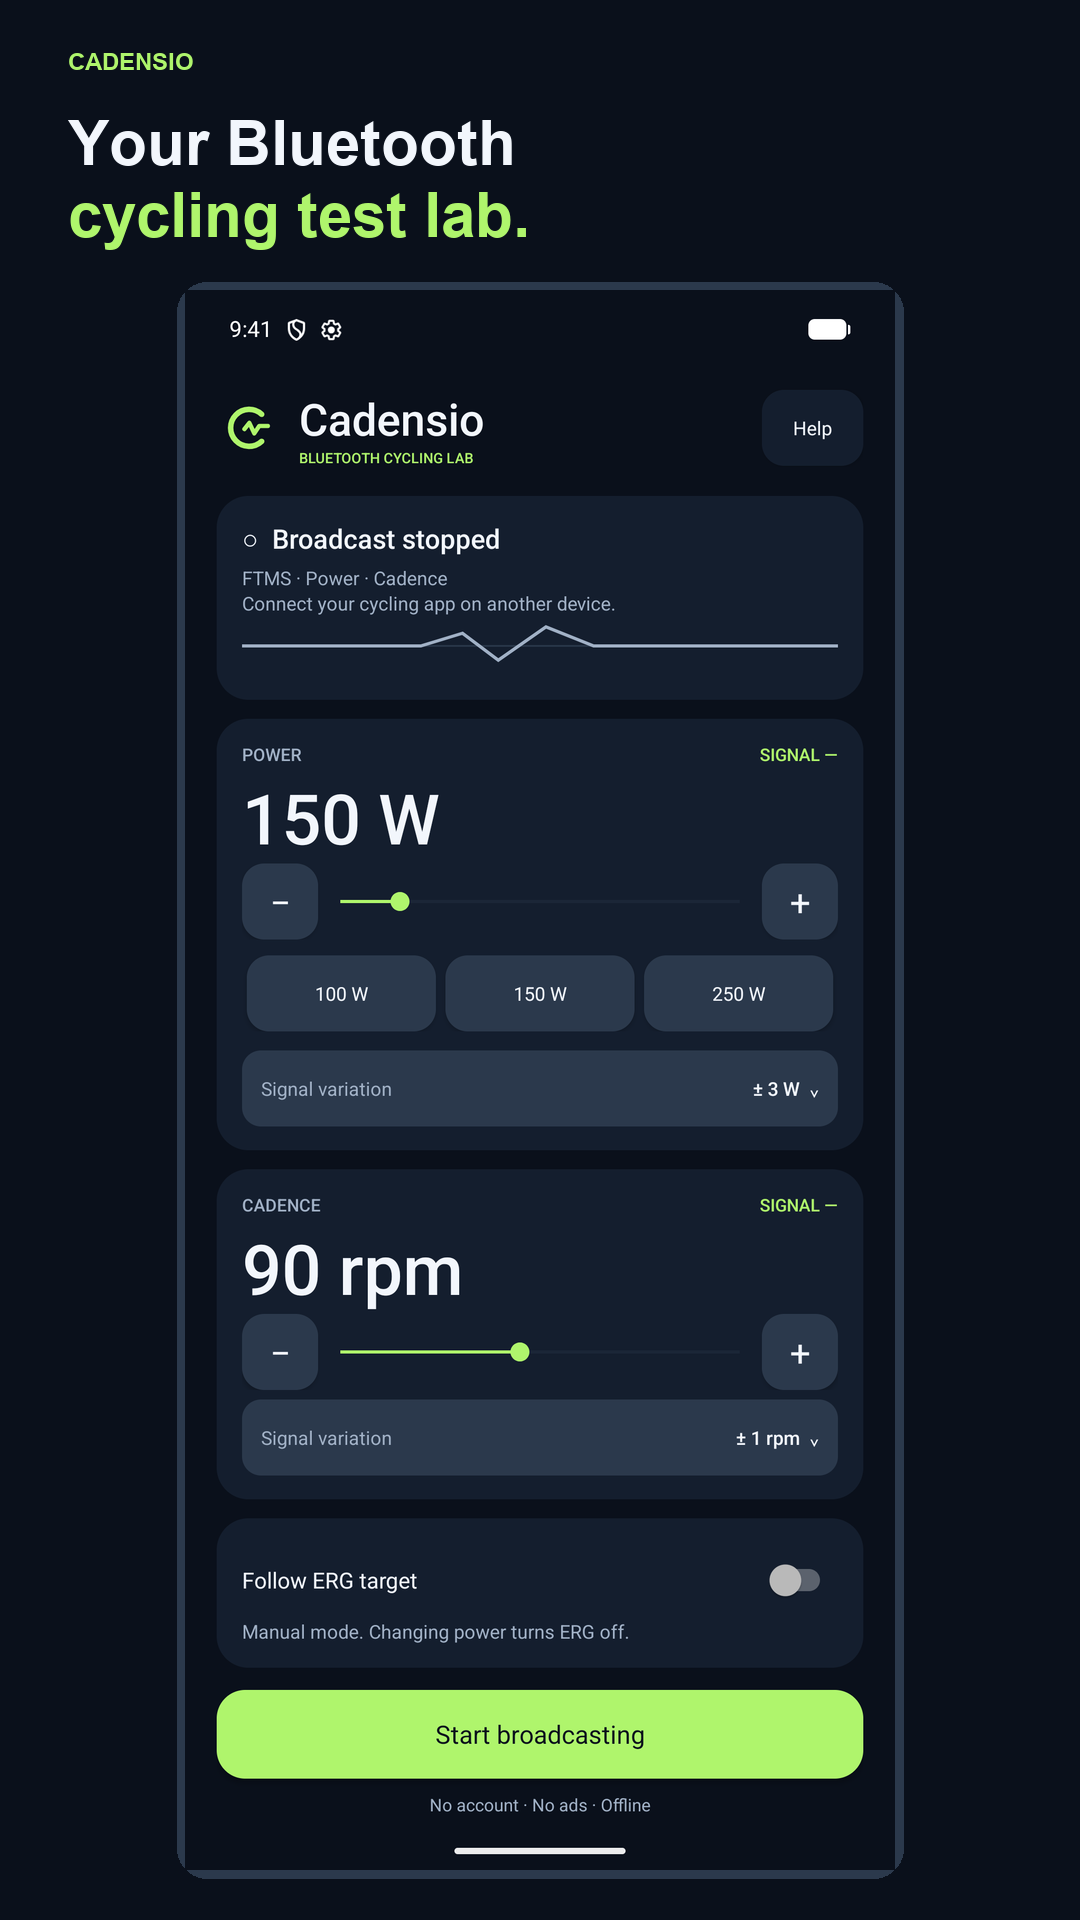 CADENSIO
Your Bluetooth
cycling test lab.
9:41
Cadensio
BLUETOOTH CYCLING LAB
Help
Broadcast stopped
FTMS · Power · Cadence
Connect your cycling app on another device.
POWER
SIGNAL —
150 W
−
+
100 W
150 W
250 W
Signal variation
± 3 W
CADENCE
SIGNAL —
90 rpm
−
+
Signal variation
± 1 rpm
Follow ERG target
Manual mode. Changing power turns ERG off.
Start broadcasting
No account · No ads · Offline